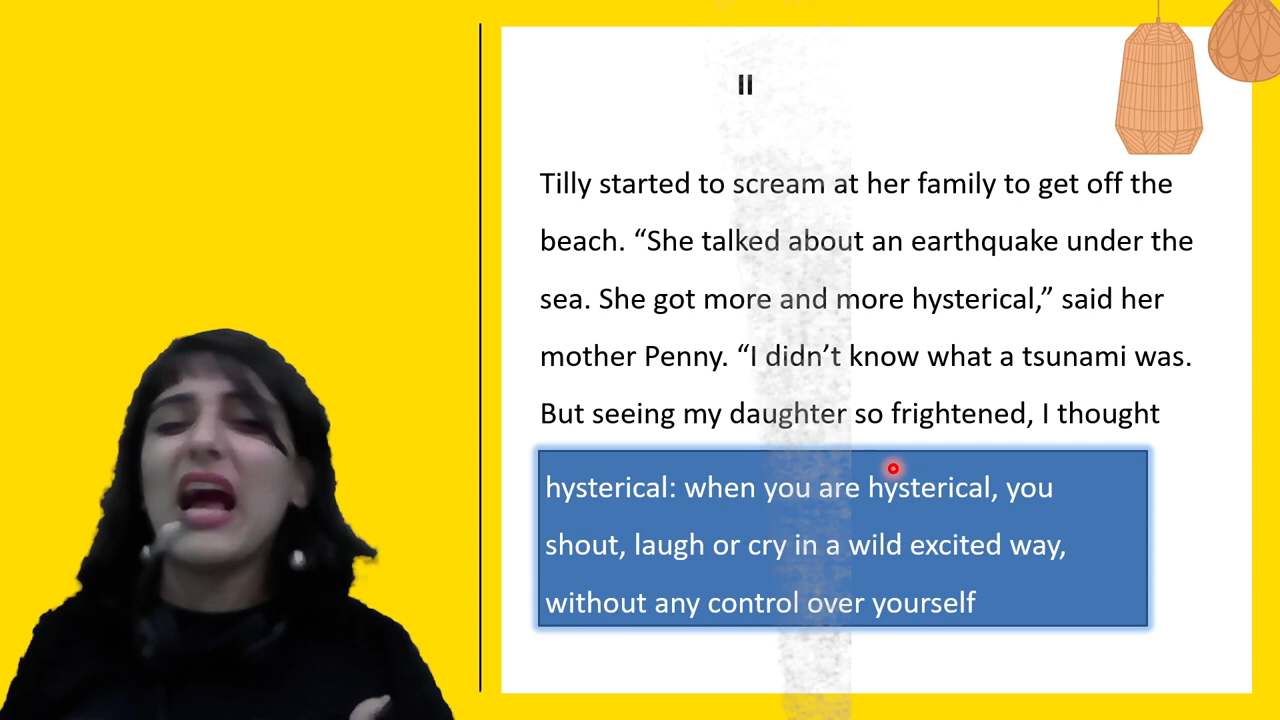 II
Tilly started to scream at her family to get off the
beach. “She talked about an earthquake under the
sea. She got more and more hysterical,” said her
mother Penny. “I didn’t know what a tsunami was.
But seeing my daughter so frightened, I thought
hysterical: when you are hysterical, you
shout, laugh or cry in a wild excited way,
without any control over yourself